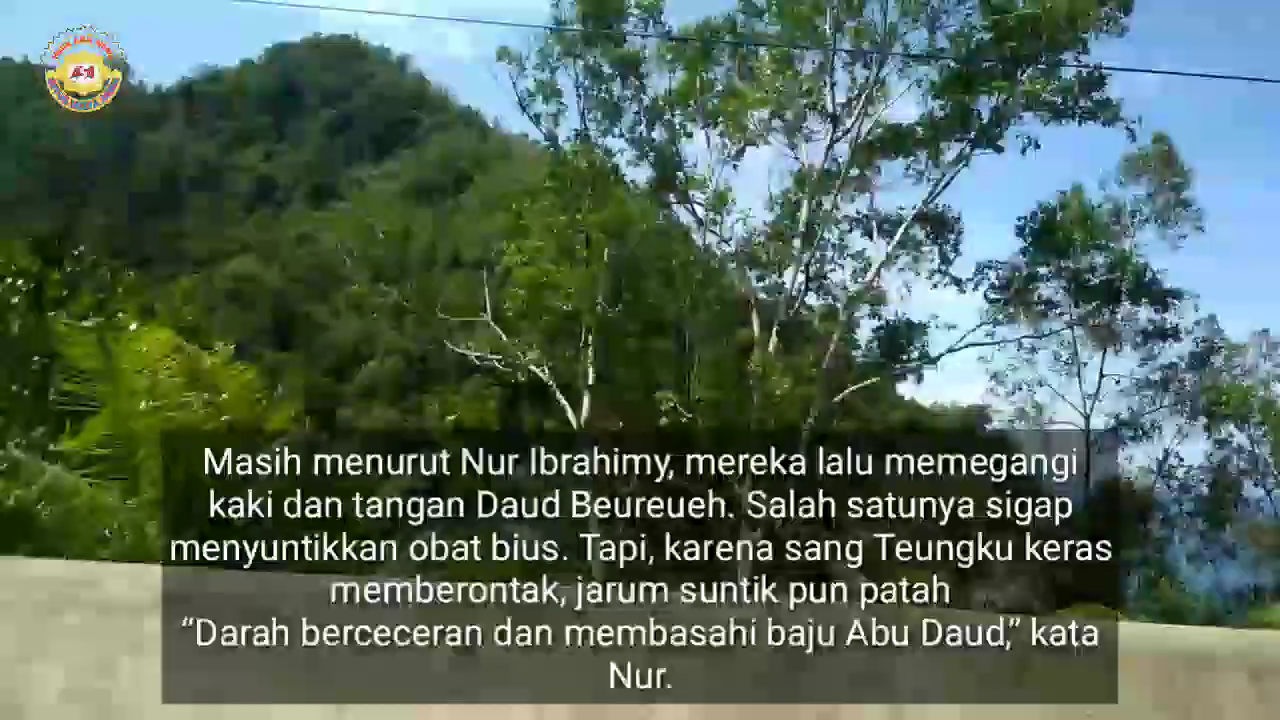 Masih menurut Nur Ibrahimy, mereka lalu memegangi
kaki dan tangan Daud Beureueh. Salah satunya sigap
menyuntikkan obat bius. Tapi, karena sang Teungku keras
memberontak, jarum suntik pun patah
“Darah berceceran dan membasahi baju Abu Daud,” kata
Nur.